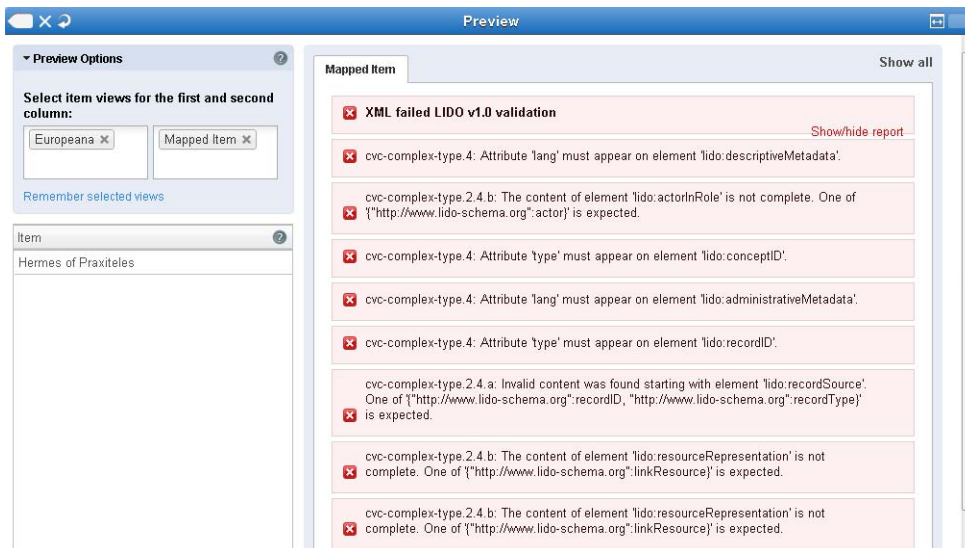 Preview
Preview Options
Select item views for the first and second
column:
Europeana
Mapped Item
Remember selected views
Item
Hermes of Praxiteles
Mapped Item
Show all
XML failed LIDO v1.0 validation
Show/hide report
cvc-complex-type.4: Attribute 'lang' must appear on element 'lido:descriptiveMetadata'.
cvc-complex-type.2.4.b: The content of element 'lido:actorInRole' is not complete. One of
'{"http://www.lido-schema.org":actor}' is expected.
cvc-complex-type.4: Attribute 'type' must appear on element 'lido:conceptID'.
cvc-complex-type.4: Attribute 'lang' must appear on element 'lido:administrativeMetadata'.
cvc-complex-type.4: Attribute 'type' must appear on element 'lido:recordID'.
cvc-complex-type.2.4.a: Invalid content was found starting with element 'lido:recordSource'.
One of '{"http://www.lido-schema.org":recordID, "http://www.lido-schema.org":recordType}'
is expected.
cvc-complex-type.2.4.b: The content of element 'lido:resourceRepresentation' is not
complete. One of '{"http://www.lido-schema.org":linkResource}' is expected.
cvc-complex-type.2.4.b: The content of element 'lido:resourceRepresentation' is not
complete. One of '{"http://www.lido-schema.org":linkResource}' is expected.